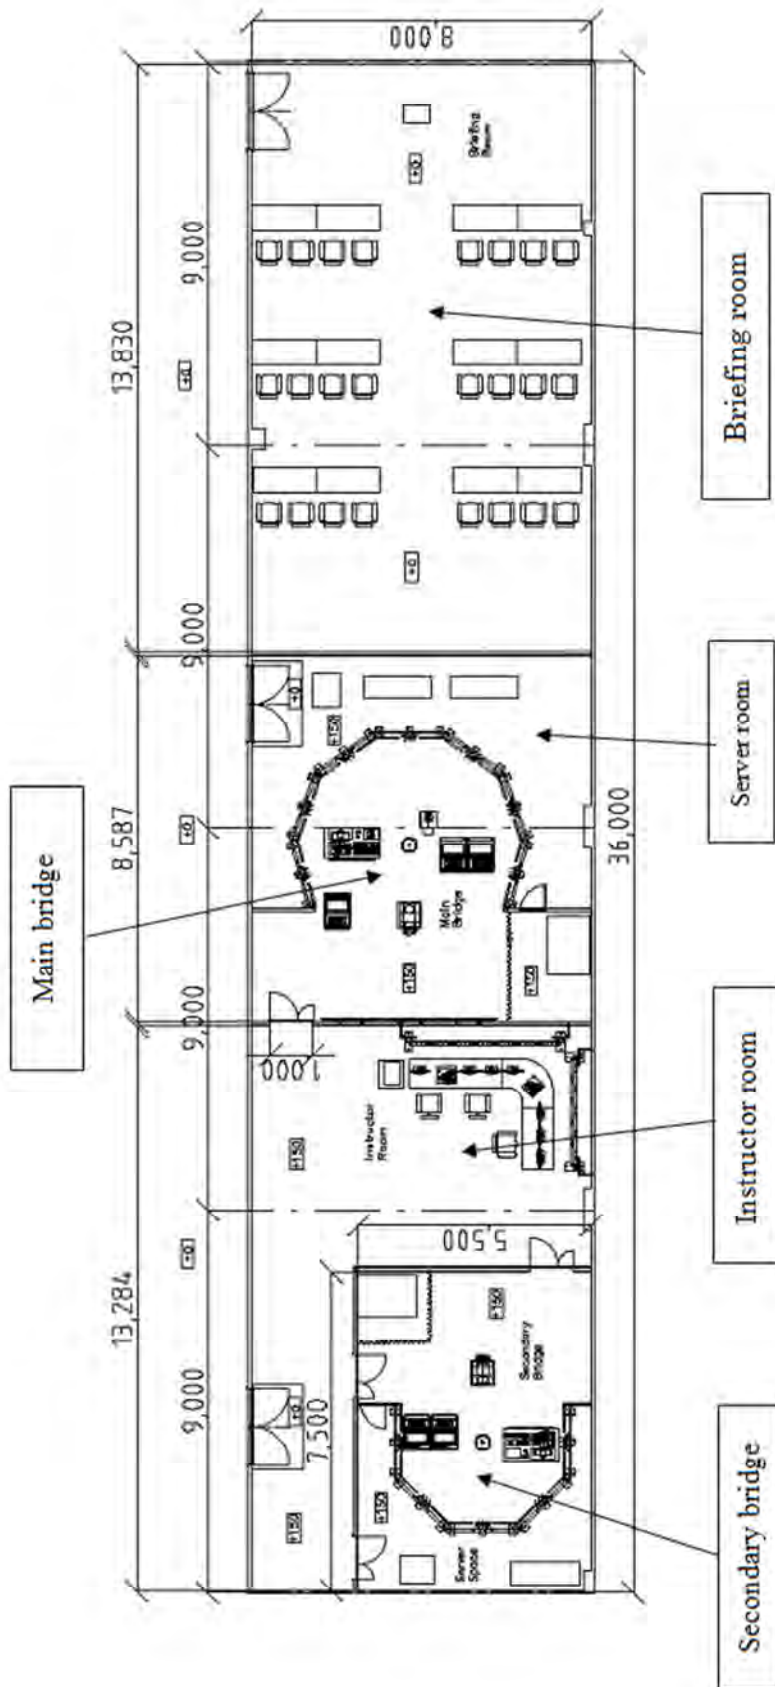 Main bridge
13,284
8,587
13,830
+0
+0
+0
9,000
9,000
9,000
9,000
+150
+0
+150
+0
1,000
7,500
+150
Instructor
Room
+150
+150
+0
+0
8,000
Main
Bridge
Server
Space
Briefing
Room
5,500
+150
Secondary
Bridge
+150
36,000
Secondary bridge
Instructor room
Server room
Briefing room